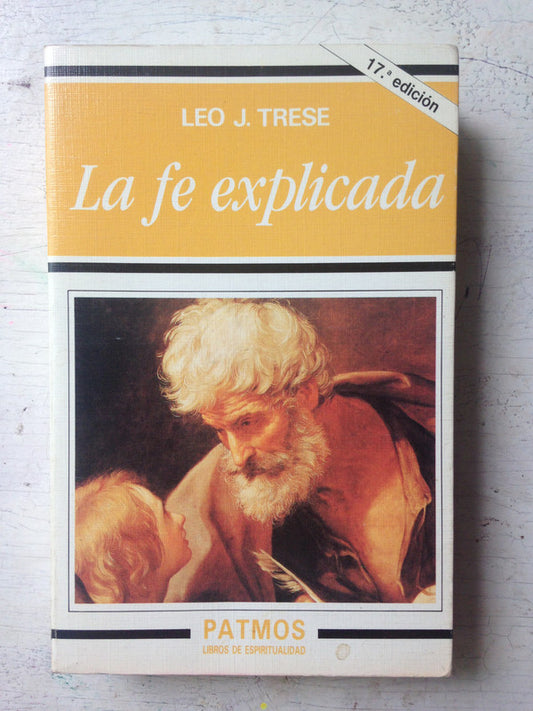 17.ª edición
LEO J. TRESE
La fe explicada
PATMOS
LIBROS DE ESPIRITUALIDAD